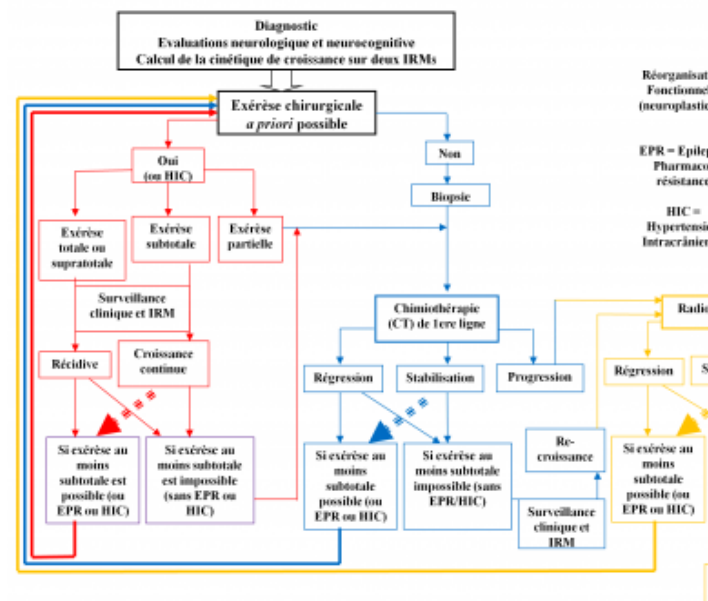 Diagnostic
Evaluations neurologique et neurocognitive
Calcul de la cinétique de croissance sur deux IRMs
Exérèse chirurgicale
a priori possible
Oui
(ou HIC)
Non
Biopsie
Exérèse
totale ou
supratotale
Exérèse
subtotale
Exérèse
partielle
Surveillance
clinique et IRM
Récidive
Croissance
continue
Si exérèse au
moins
subtotale est
possible (ou
EPR ou HIC)
Si exérèse au
moins subtotale
est impossible
(sans EPR ou
HIC)
Chimiothérapie
(CT) de 1ere ligne
Régression
Stabilisation
Progression
Si exérèse au
moins
subtotale
possible (ou
EPR ou HIC)
Si exérèse au
moins subtotale
impossible (sans
EPR/HIC)
Re-
croissance
Surveillance
clinique et
IRM
Radio
Régression
S
Si exérèse au
moins
subtotale
possible (ou
EPR ou HIC)
Réorganisat
Fonctionnel
(neuroplastic
EPR = Epilep
Pharmaco
résistance
HIC =
Hypertensi
Intracrânier